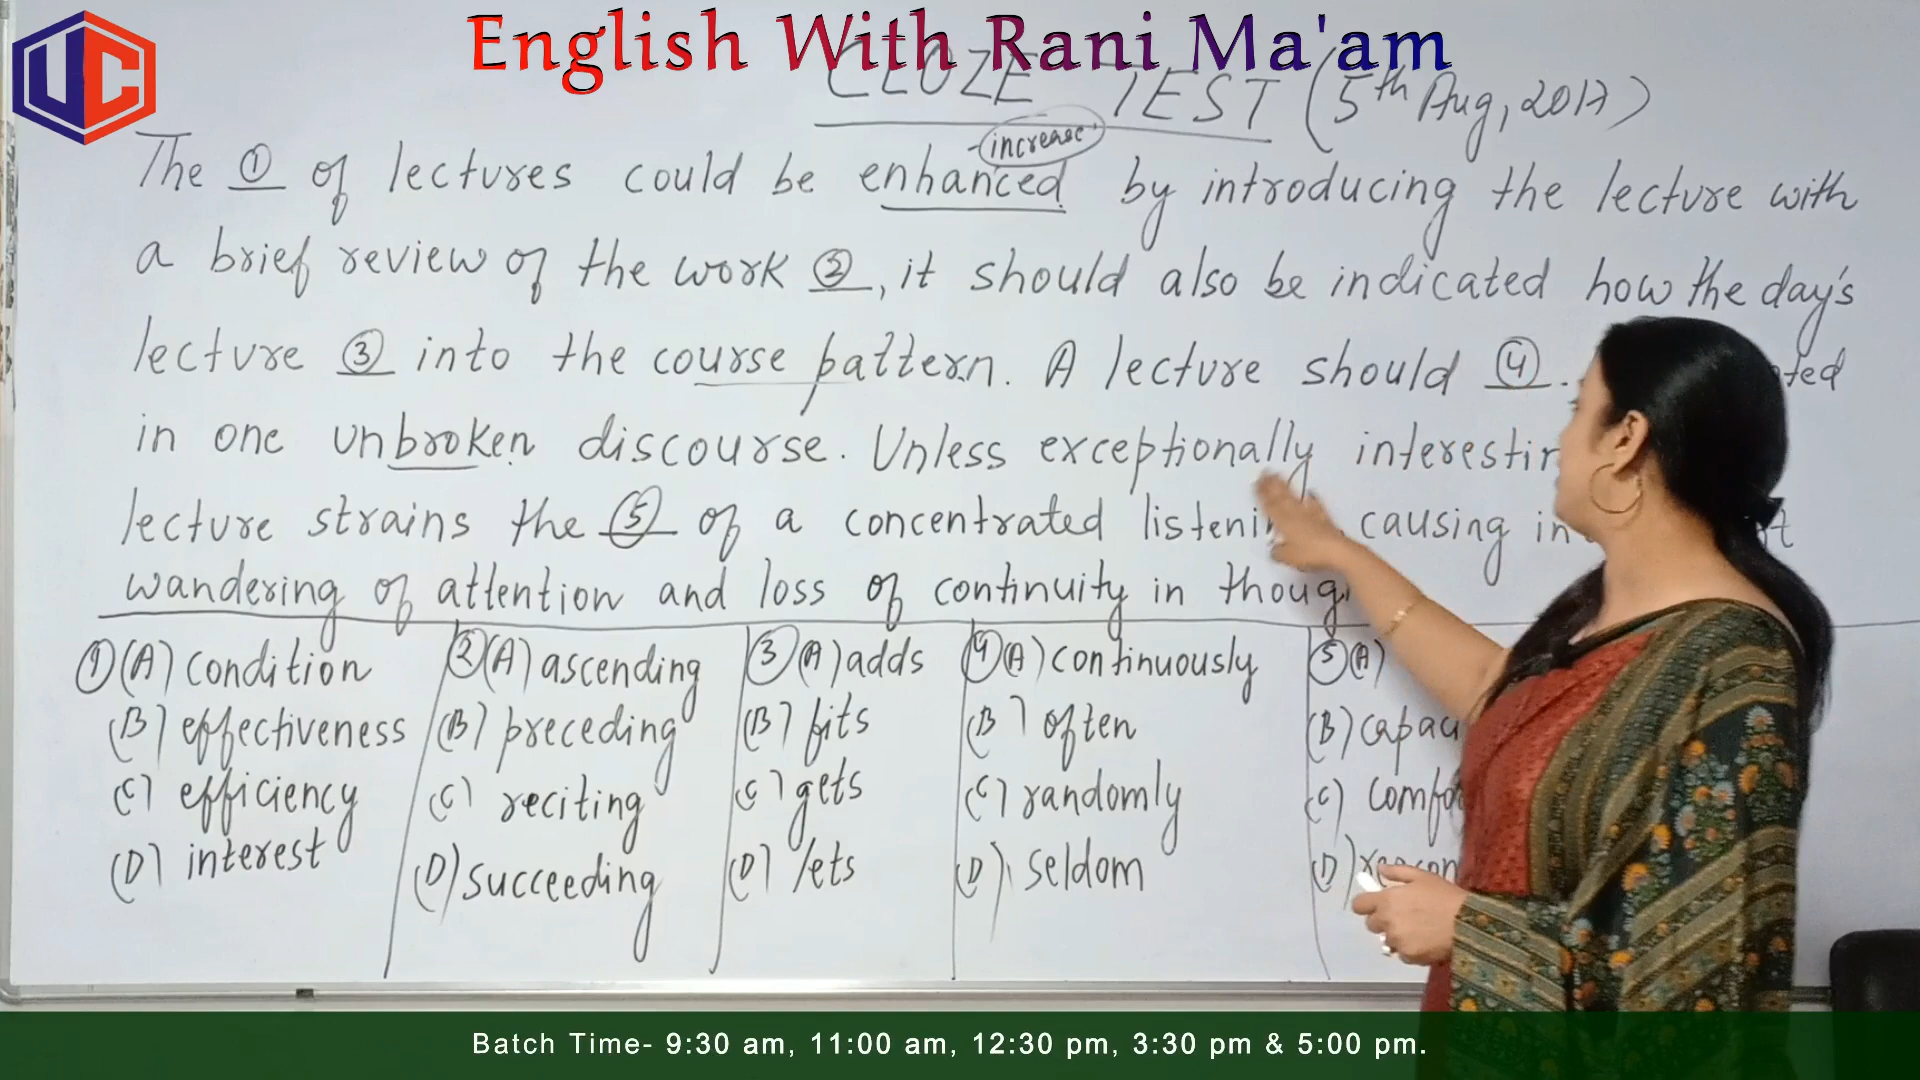 UC
English With Rani Ma'am
CLOZE TEST (5th Aug, 2017)
increase
The ① of lectures could be enhanced by introducing the lecture with
a brief review of the work ②, it should also be indicated how the day's
lecture ③ into the course pattern. A lecture should ④.
in one unbroken discourse. Unless exceptionally
lecture strains the ⑤ of a concentrated causing
wandering of attention and loss of continuity in
① (A) condition
(B) effectiveness
(C) efficiency
(D) interest
② (A) ascending
(B) preceding
(C) reciting
(D) succeeding
③ (A) adds
(B) fits
(C) gets
(D) lets
④ (A) continuously
(B) often
(C) randomly
(D) seldom
⑤ (A)
(B)
(C)
(D)
Batch Time- 9:30 am, 11:00 am, 12:30 pm, 3:30 pm & 5:00 pm.